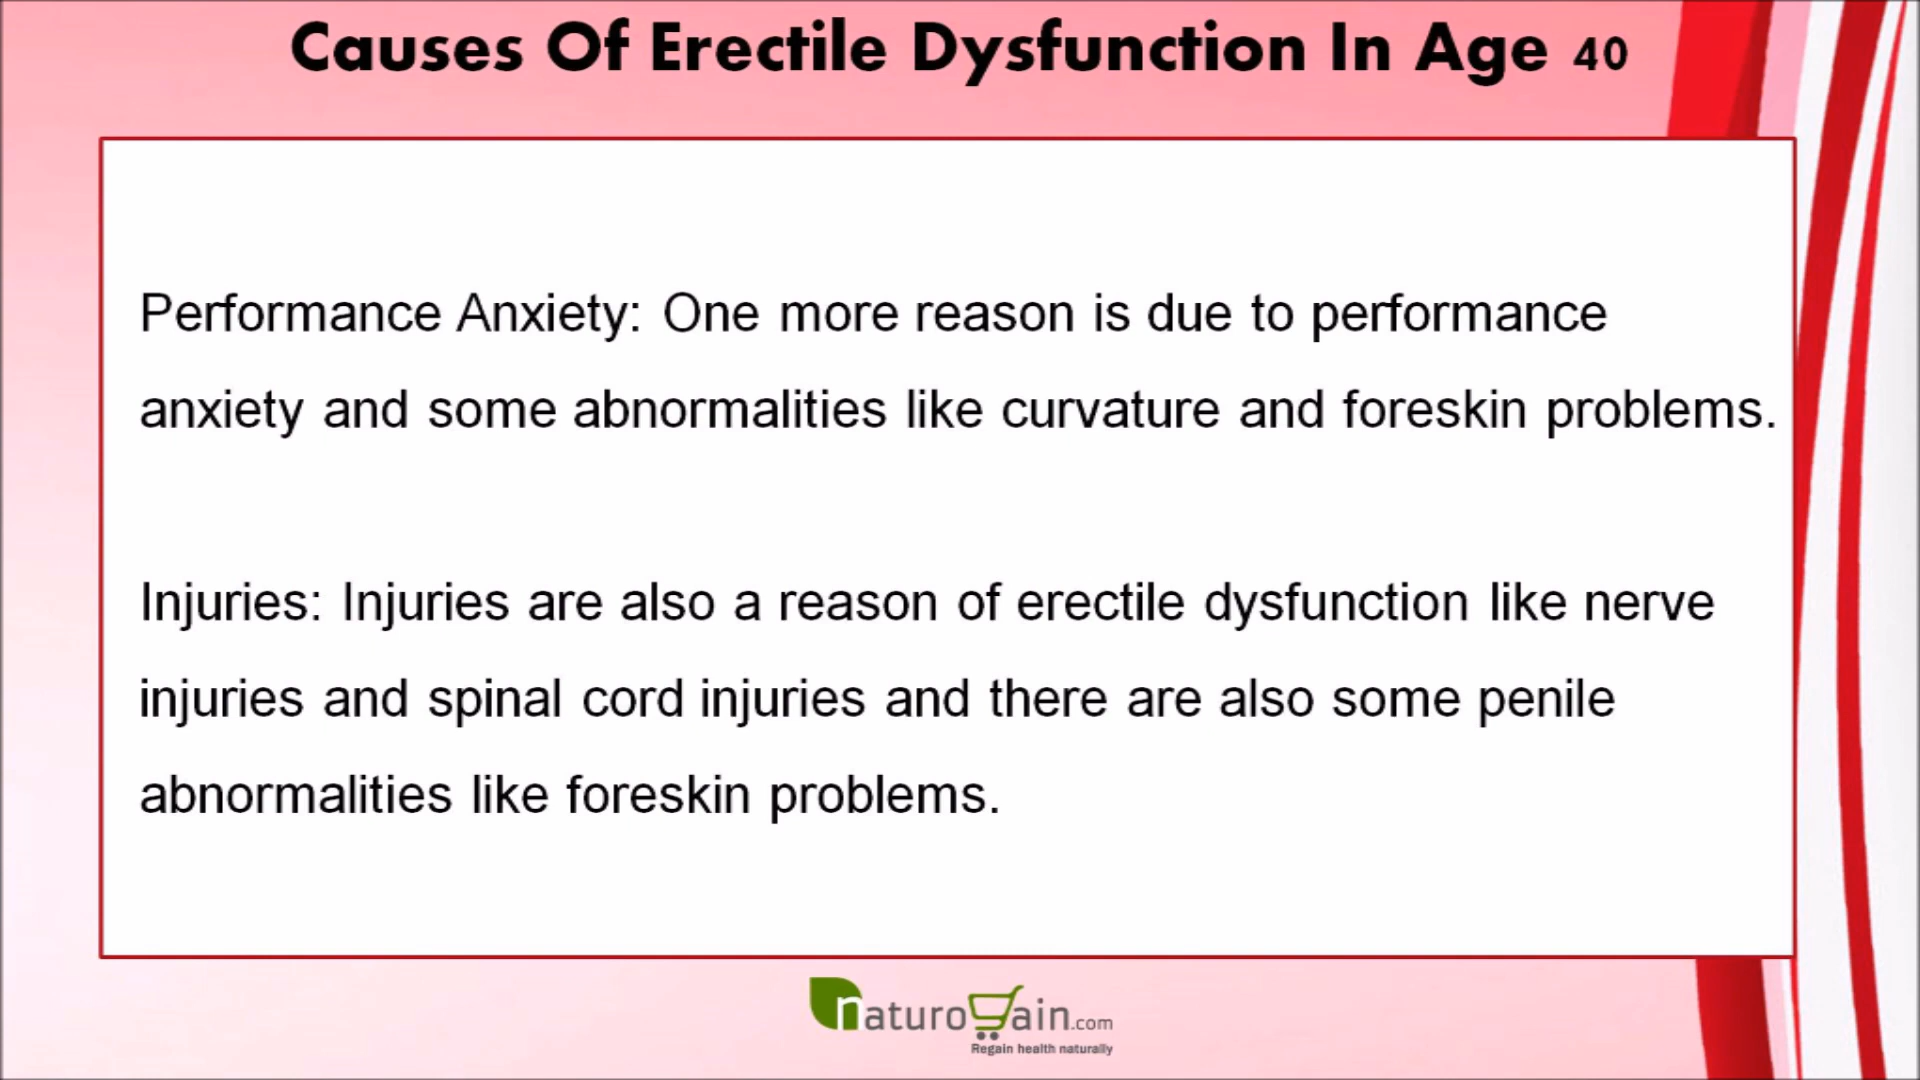 Causes Of Erectile Dysfunction In Age 40
Performance Anxiety: One more reason is due to performance
anxiety and some abnormalities like curvature and foreskin problems.
Injuries: Injuries are also a reason of erectile dysfunction like nerve
injuries and spinal cord injuries and there are also some penile
abnormalities like foreskin problems.
naturogain.com
Regain health naturally